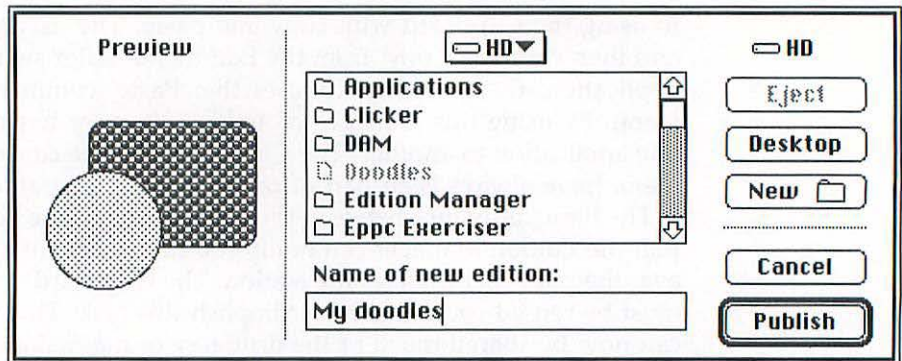 Preview
HD
Applications
Clicker
DAM
Doodles
Edition Manager
Eppc Exerciser
Name of new edition:
My doodles
HD
Eject
Desktop
New
Cancel
Publish